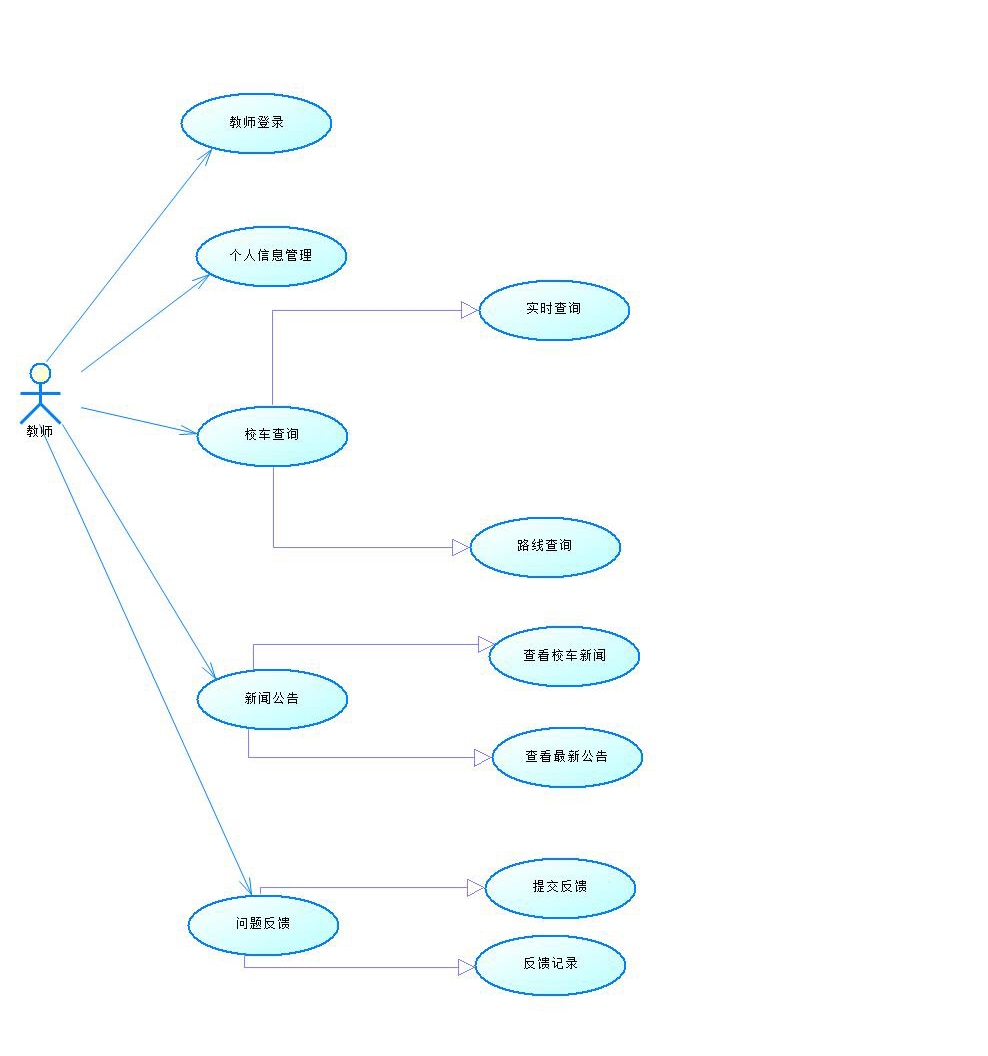 教师登录
个人信息管理
实时查询
教师
校车查询
路线查询
查看校车新闻
新闻公告
查看最新公告
提交反馈
问题反馈
反馈记录